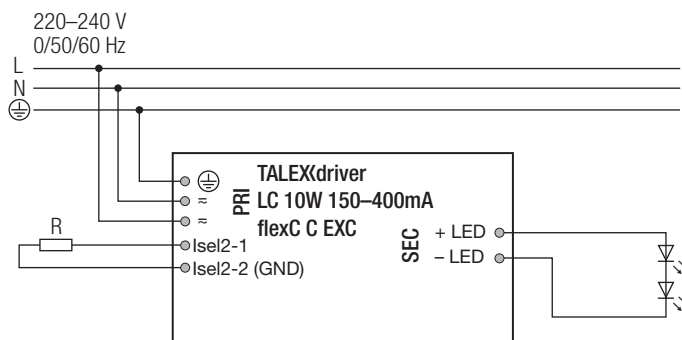 220–240 V
0/50/60 Hz
L
N
PRI
≂
≂
TALEXXdriver
LC 10W 150–400mA
flexC C EXC
R
Isel2-1
Isel2-2 (GND)
SEC
+ LED
– LED